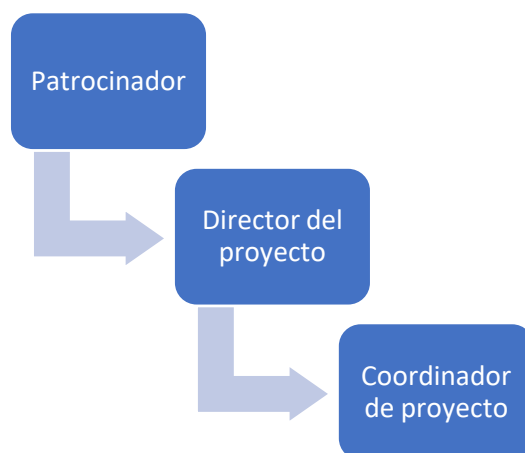 Patrocinador
Director del
proyecto
Coordinador
de proyecto